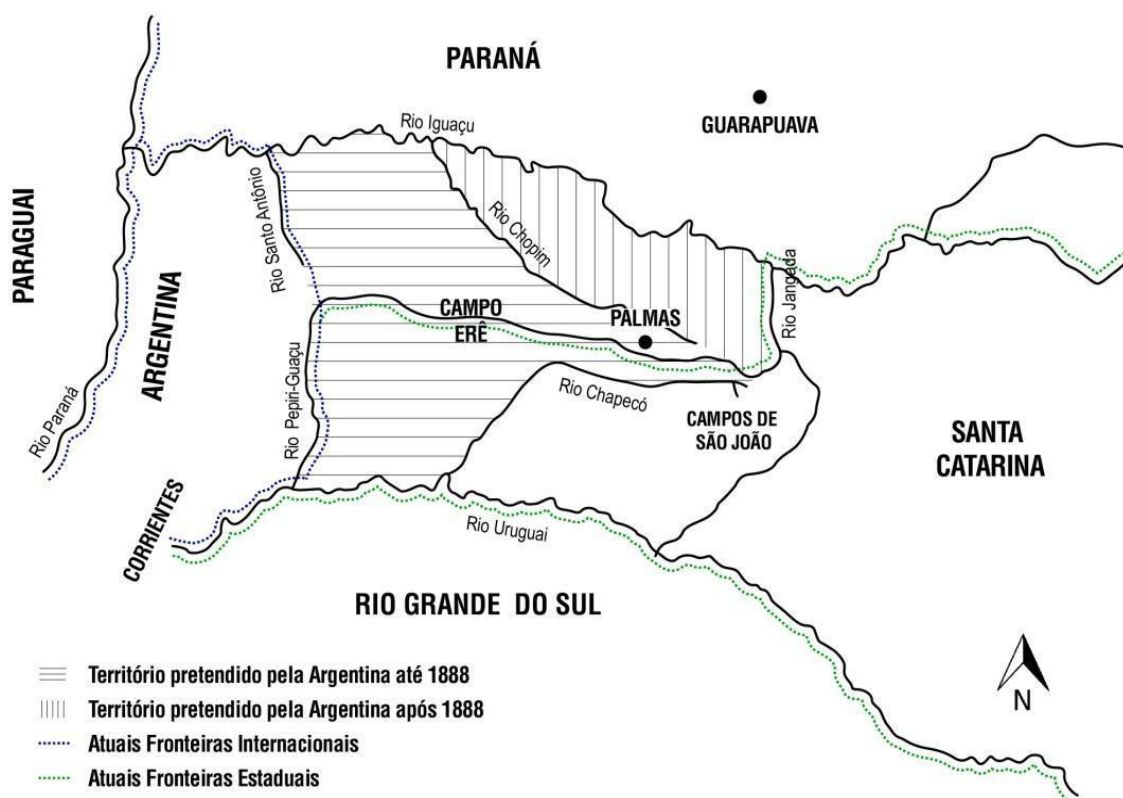 PARANÁ
GUARAPUAVA
Rio Iguaçu
PARAGUAI
Rio Santo Antônio
Rio Chopim
ARGENTINA
CAMPO
ERÊ
PALMAS
Rio Jangada
Rio Paraná
Rio Pepiri-Guaçu
Rio Chapecó
CAMPOS DE
SÃO JOÃO
SANTA
CATARINA
CORRIENTES
Rio Uruguai
RIO GRANDE DO SUL
Território pretendido pela Argentina até 1888
Território pretendido pela Argentina após 1888
Atuais Fronteiras Internacionais
Atuais Fronteiras Estaduais
N